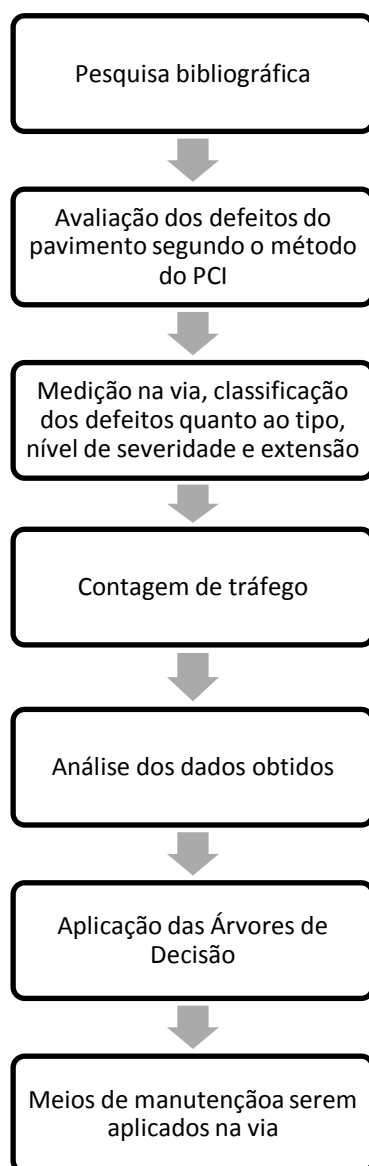 Pesquisa bibliográfica
Avaliação dos defeitos do
pavimento segundo o método
do PCI
Medição na via, classificação
dos defeitos quanto ao tipo,
nível de severidade e extensão
Contagem de tráfego
Análise dos dados obtidos
Aplicação das Árvores de
Decisão
Meios de manutençãoa serem
aplicados na via